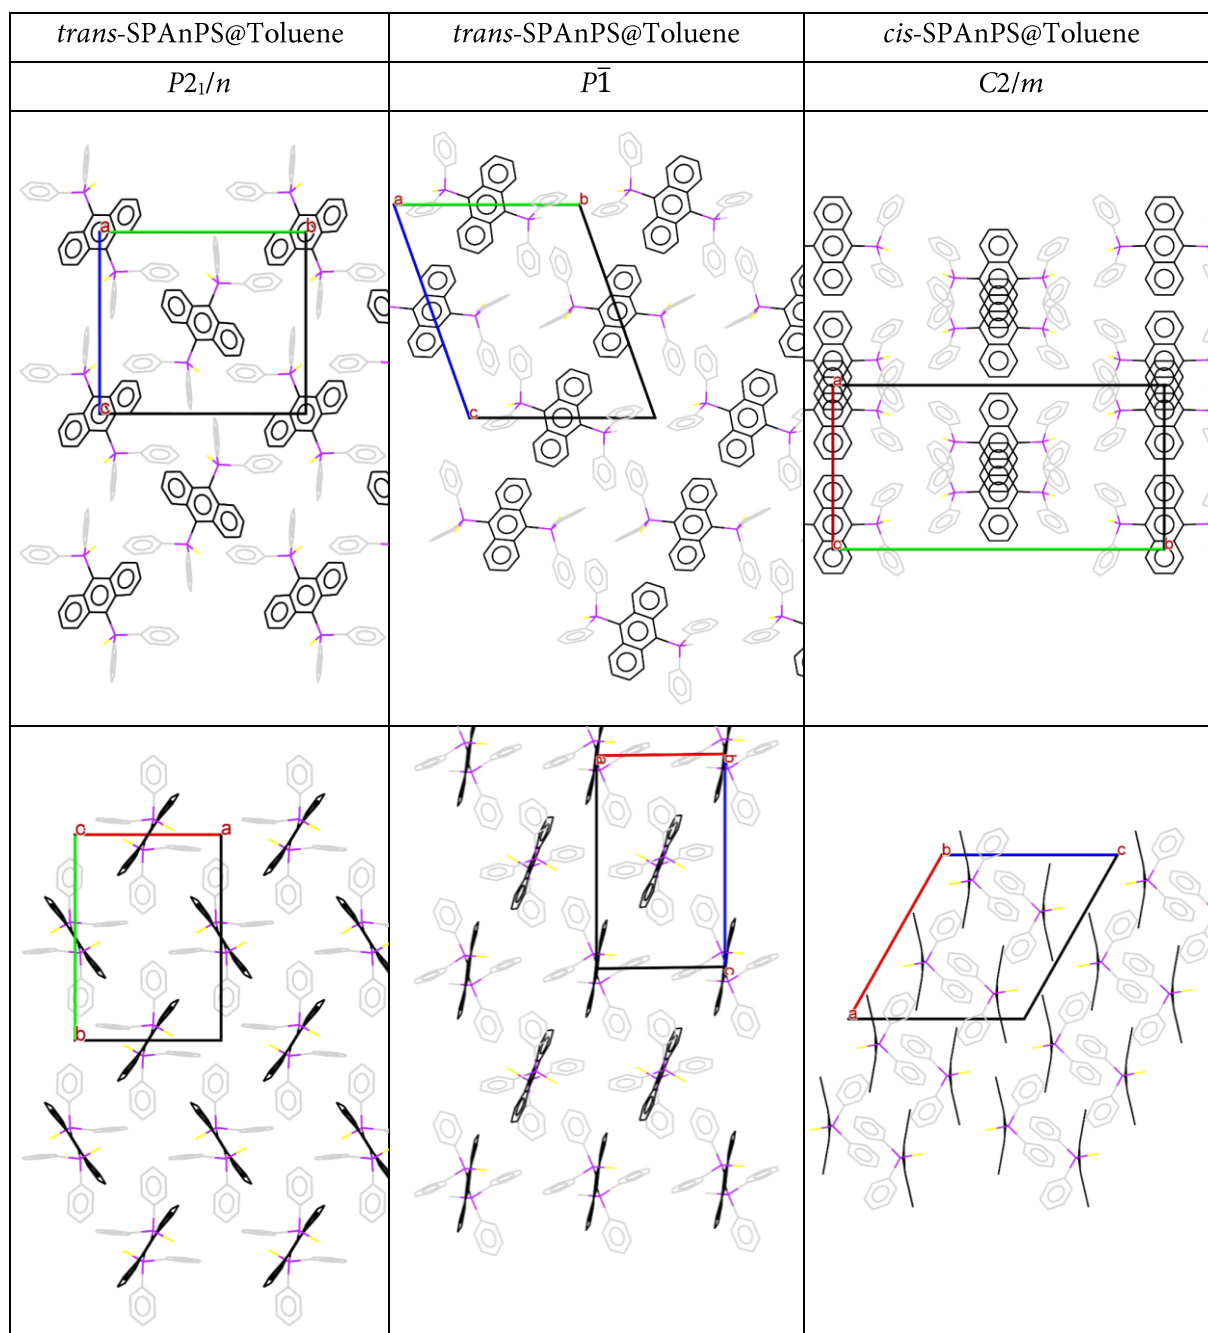 trans-SPAnPS@Toluene
trans-SPAnPS@Toluene
cis-SPAnPS@Toluene
P2₁/n
P1̅
C2/m
a
b
c
a
b
c
a
o
b
c
a
b
a
b
c
b
c
a